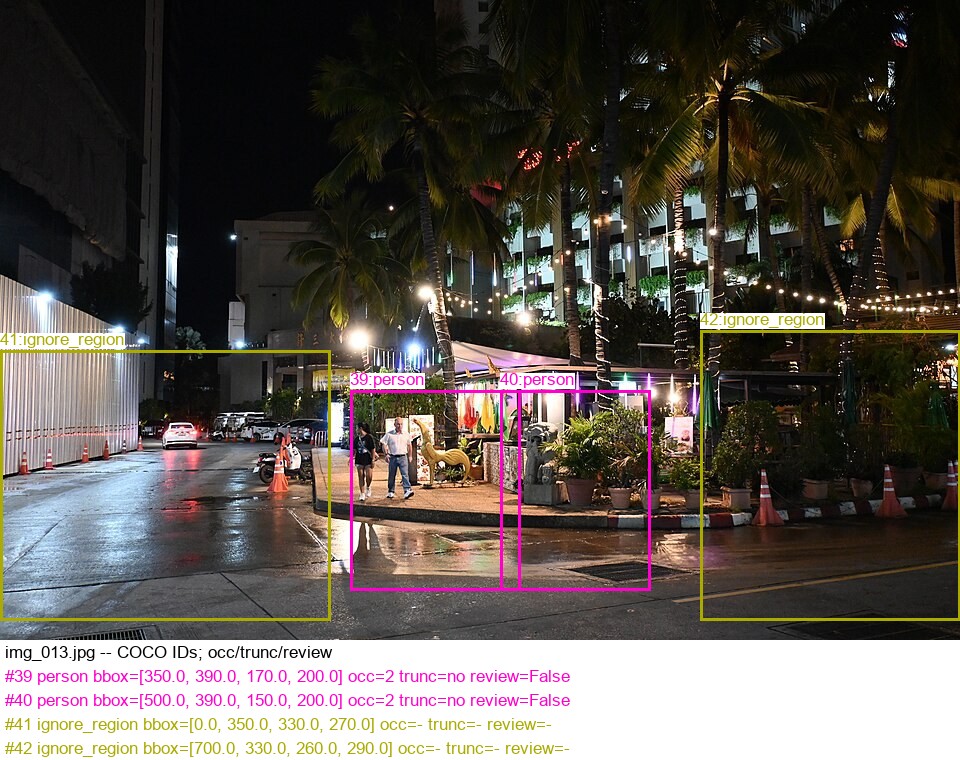 42:ignore_region
41:ignore_region
39:person
40:person
img_013.jpg -- COCO IDs; occ/trunc/review
#39 person bbox=[350.0, 390.0, 170.0, 200.0] occ=2 trunc=no review=False
#40 person bbox=[500.0, 390.0, 150.0, 200.0] occ=2 trunc=no review=False
#41 ignore_region bbox=[0.0, 350.0, 330.0, 270.0] occ=- trunc=- review=-
#42 ignore_region bbox=[700.0, 330.0, 260.0, 290.0] occ=- trunc=- review=-